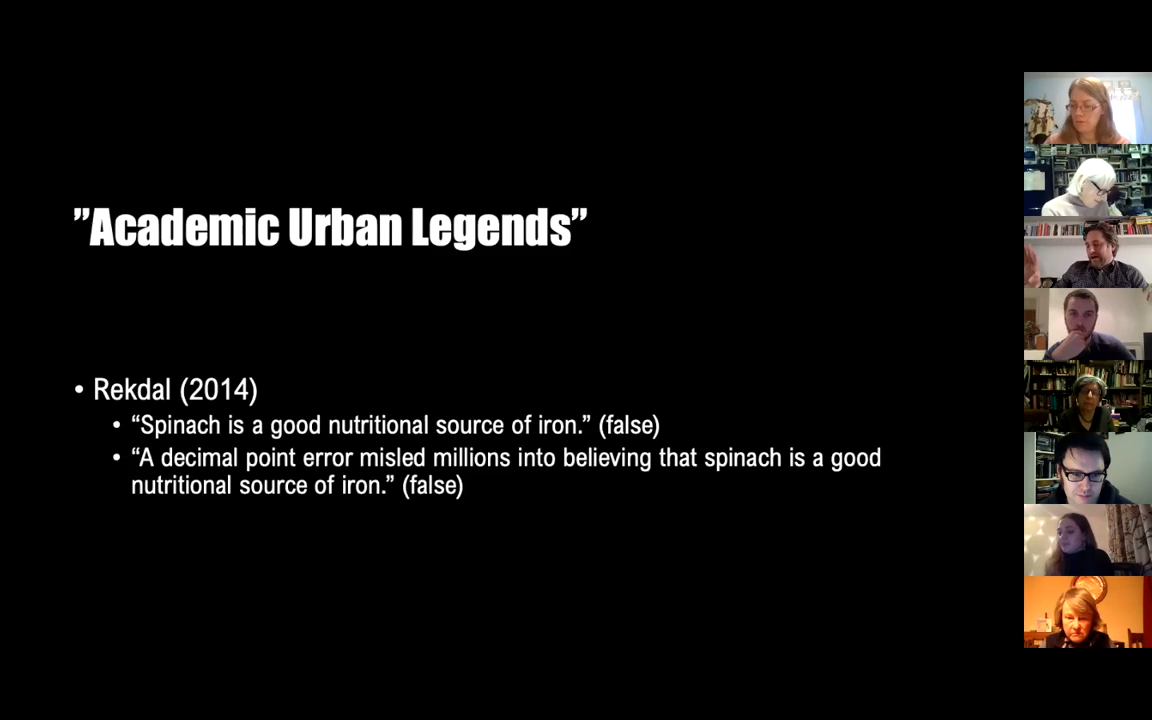 ”Academic Urban Legends”
• Rekdal (2014)
• “Spinach is a good nutritional source of iron.” (false)
• “A decimal point error misled millions into believing that spinach is a good
nutritional source of iron.” (false)